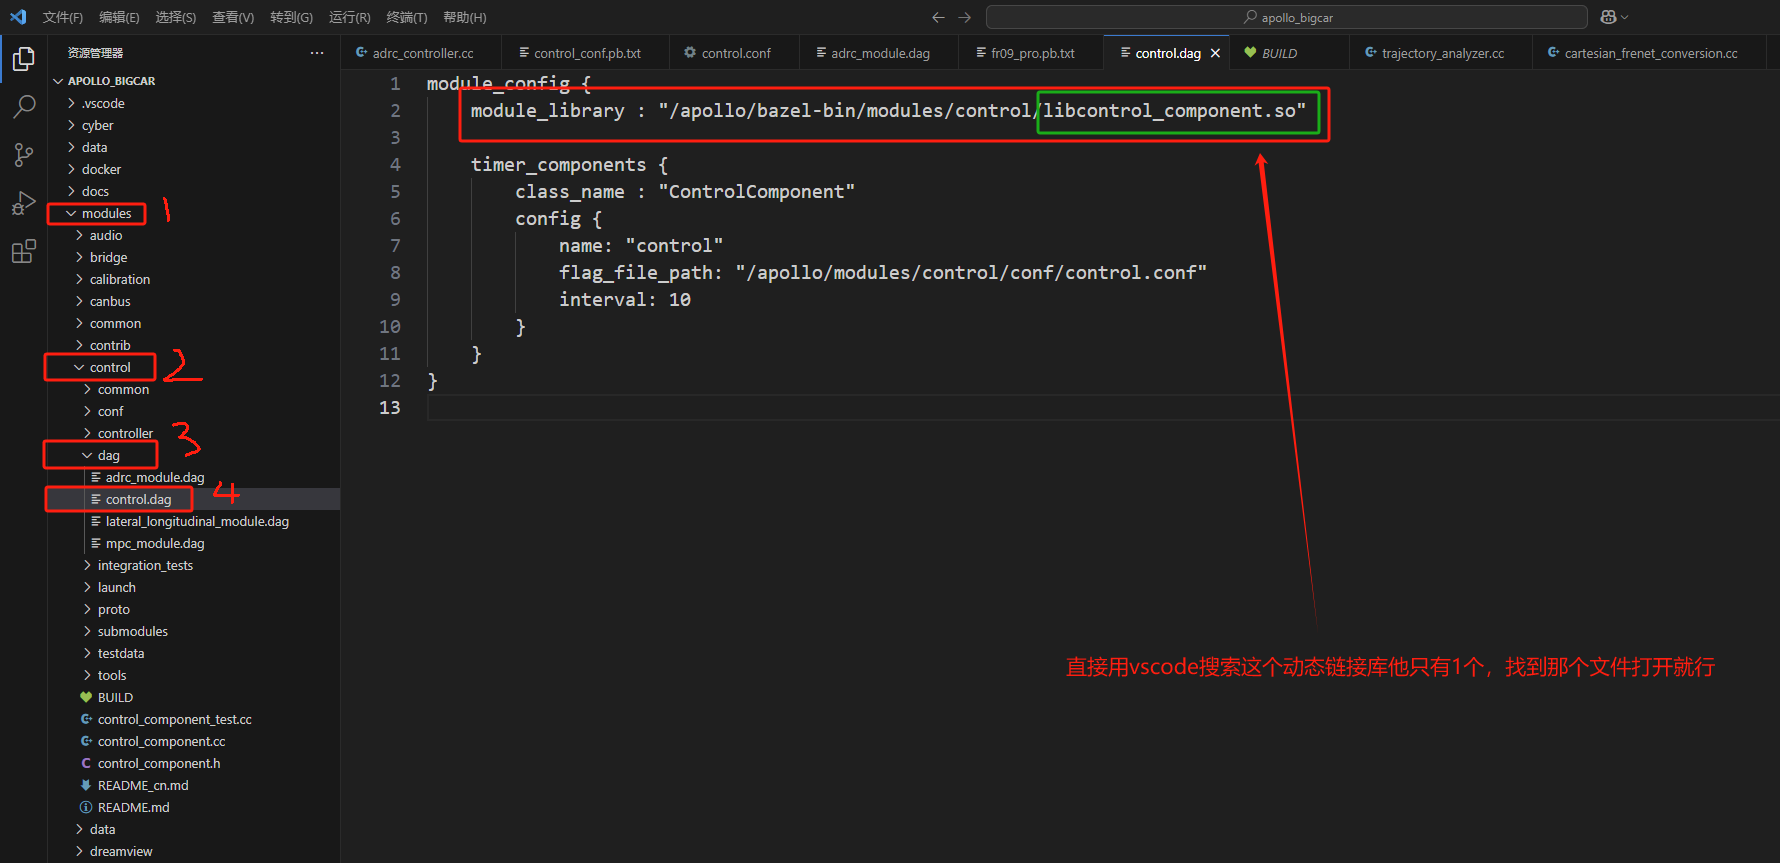 文件(F) 编辑(E) 选择(S) 查看(V) 转到(G) 运行(R) 终端(T) 帮助(H)
apollo_bigcar
资源管理器
APOLLO_BIGCAR
.vscode
cyber
data
docker
docs
modules 1
audio
bridge
calibration
canbus
common
contrib
control 2
common
conf
controller
dag 3
adrc_module.dag
control.dag 4
lateral_longitudinal_module.dag
mpc_module.dag
integration_tests
launch
proto
submodules
testdata
tools
BUILD
control_component_test.cc
control_component.cc
control_component.h
README_cn.md
README.md
data
dreamview
adrc_controller.cc control_conf.pb.txt control.conf adrc_module.dag fr09_pro.pb.txt control.dag BUILD trajectory_analyzer.cc cartesian_frenet_conversion.cc
1 module_config {
2 module_library : "/apollo/bazel-bin/modules/control/libcontrol_component.so"
3
4 timer_components {
5 class_name : "ControlComponent"
6 config {
7 name: "control"
8 flag_file_path: "/apollo/modules/control/conf/control.conf"
9 interval: 10
10 }
11 }
12 }
13
直接用vscode搜索这个动态链接库他只有1个，找到那个文件打开就行